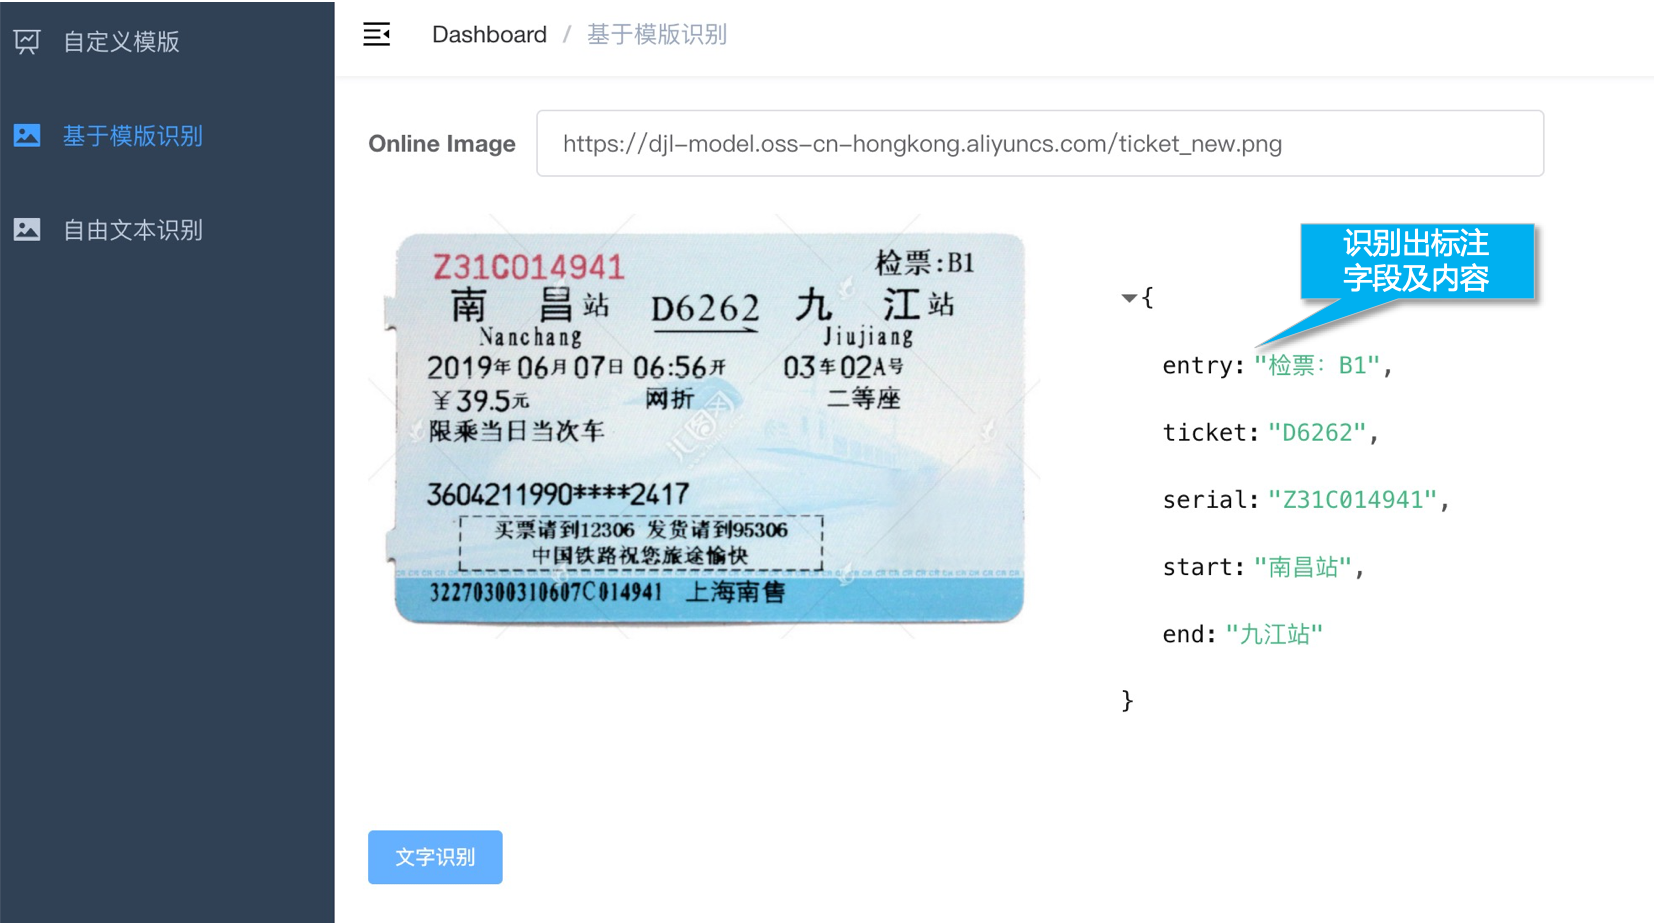 自定义模版
基于模版识别
自由文本识别
Dashboard / 基于模版识别
Online Image
https://djl-model.oss-cn-hongkong.aliyuncs.com/ticket_new.png
Z31C014941
检票:B1
南昌站 D6262 九江站
Nanchang Jiujiang
2019年06月07日 06:56开 03车02A号
￥39.5元 网折 二等座
限乘当日当次车
汇图网
3604211990****2417
买票请到12306 发货请到95306
中国铁路祝您旅途愉快
32270300310607C014941 上海南售
识别出标注
字段及内容
{
entry: "检票：B1",
ticket: "D6262",
serial: "Z31C014941",
start: "南昌站",
end: "九江站"
}
文字识别